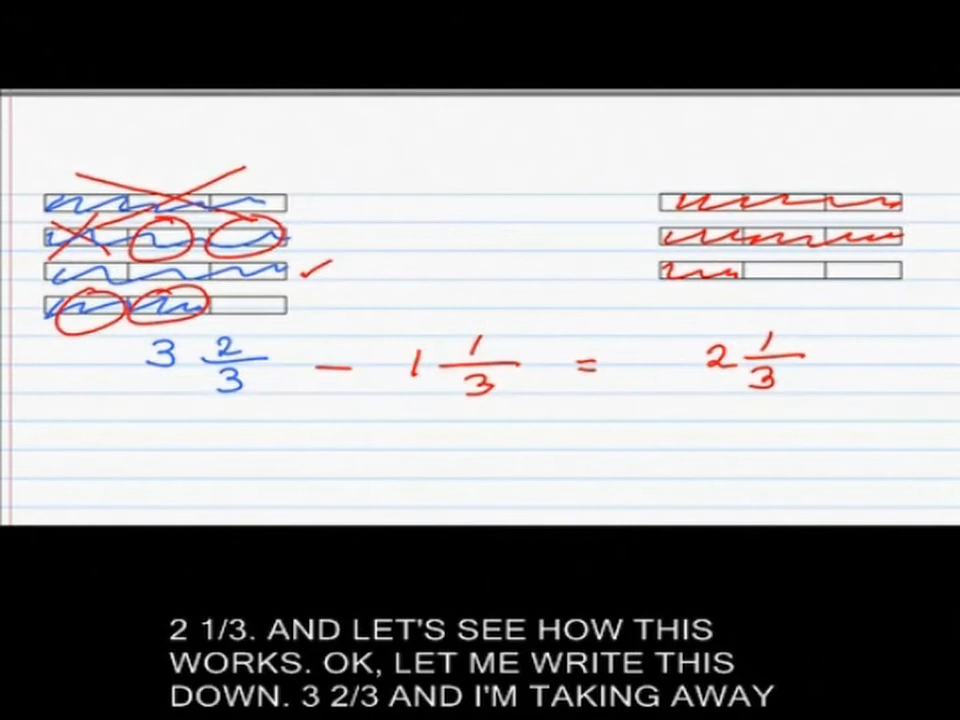 3 2/3 — 1 1/3 = 2 1/3
2 1/3. AND LET'S SEE HOW THIS
WORKS. OK, LET ME WRITE THIS
DOWN. 3 2/3 AND I'M TAKING AWAY